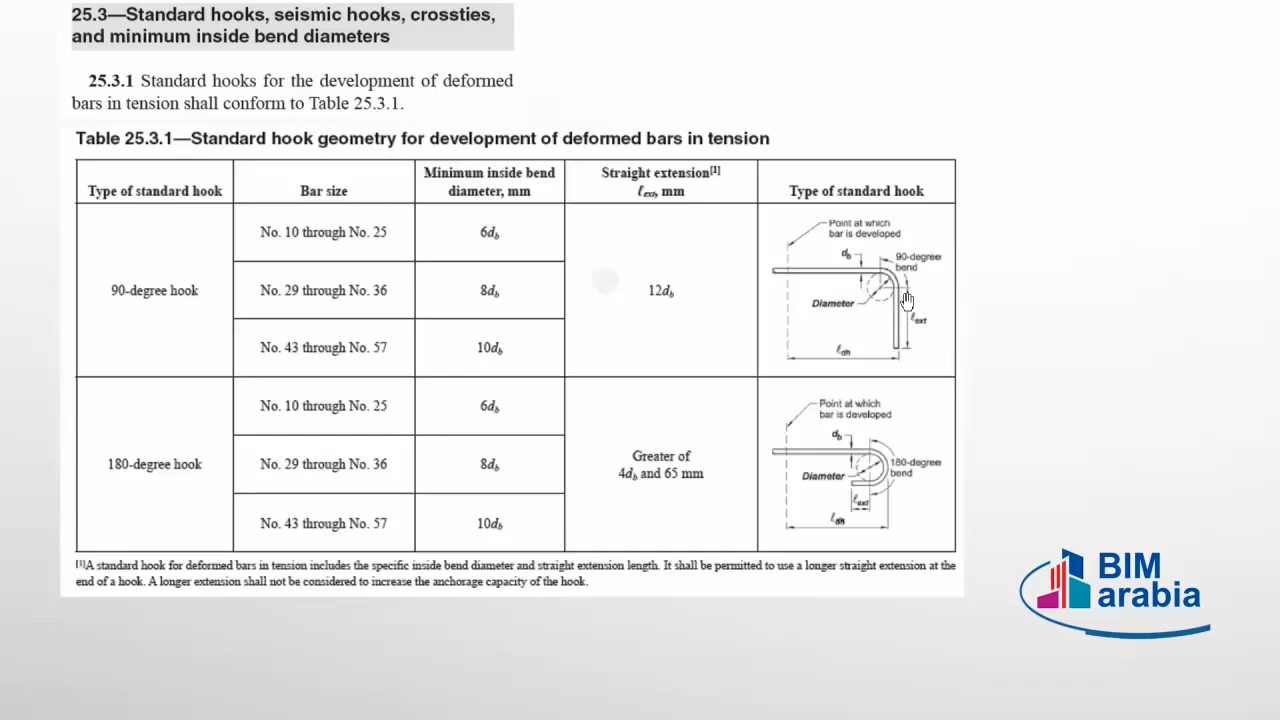 25.3—Standard hooks, seismic hooks, crossties,
and minimum inside bend diameters
25.3.1 Standard hooks for the development of deformed
bars in tension shall conform to Table 25.3.1.
Table 25.3.1—Standard hook geometry for development of deformed bars in tension
Type of standard hook
Bar size
Minimum inside bend
diameter, mm
Straight extension[1]
ℓext, mm
Type of standard hook
90-degree hook
No. 10 through No. 25
6db
No. 29 through No. 36
8db
No. 43 through No. 57
10db
12db
Point at which
bar is developed
db
90-degree
bend
Diameter
ℓext
ℓdh
180-degree hook
No. 10 through No. 25
6db
No. 29 through No. 36
8db
No. 43 through No. 57
10db
Greater of
4db and 65 mm
Point at which
bar is developed
db
180-degree
bend
Diameter
ℓext
ℓdh
[1]A standard hook for deformed bars in tension includes the specific inside bend diameter and straight extension length. It shall be permitted to use a longer straight extension at the
end of a hook. A longer extension shall not be considered to increase the anchorage capacity of the hook.
BIM
arabia